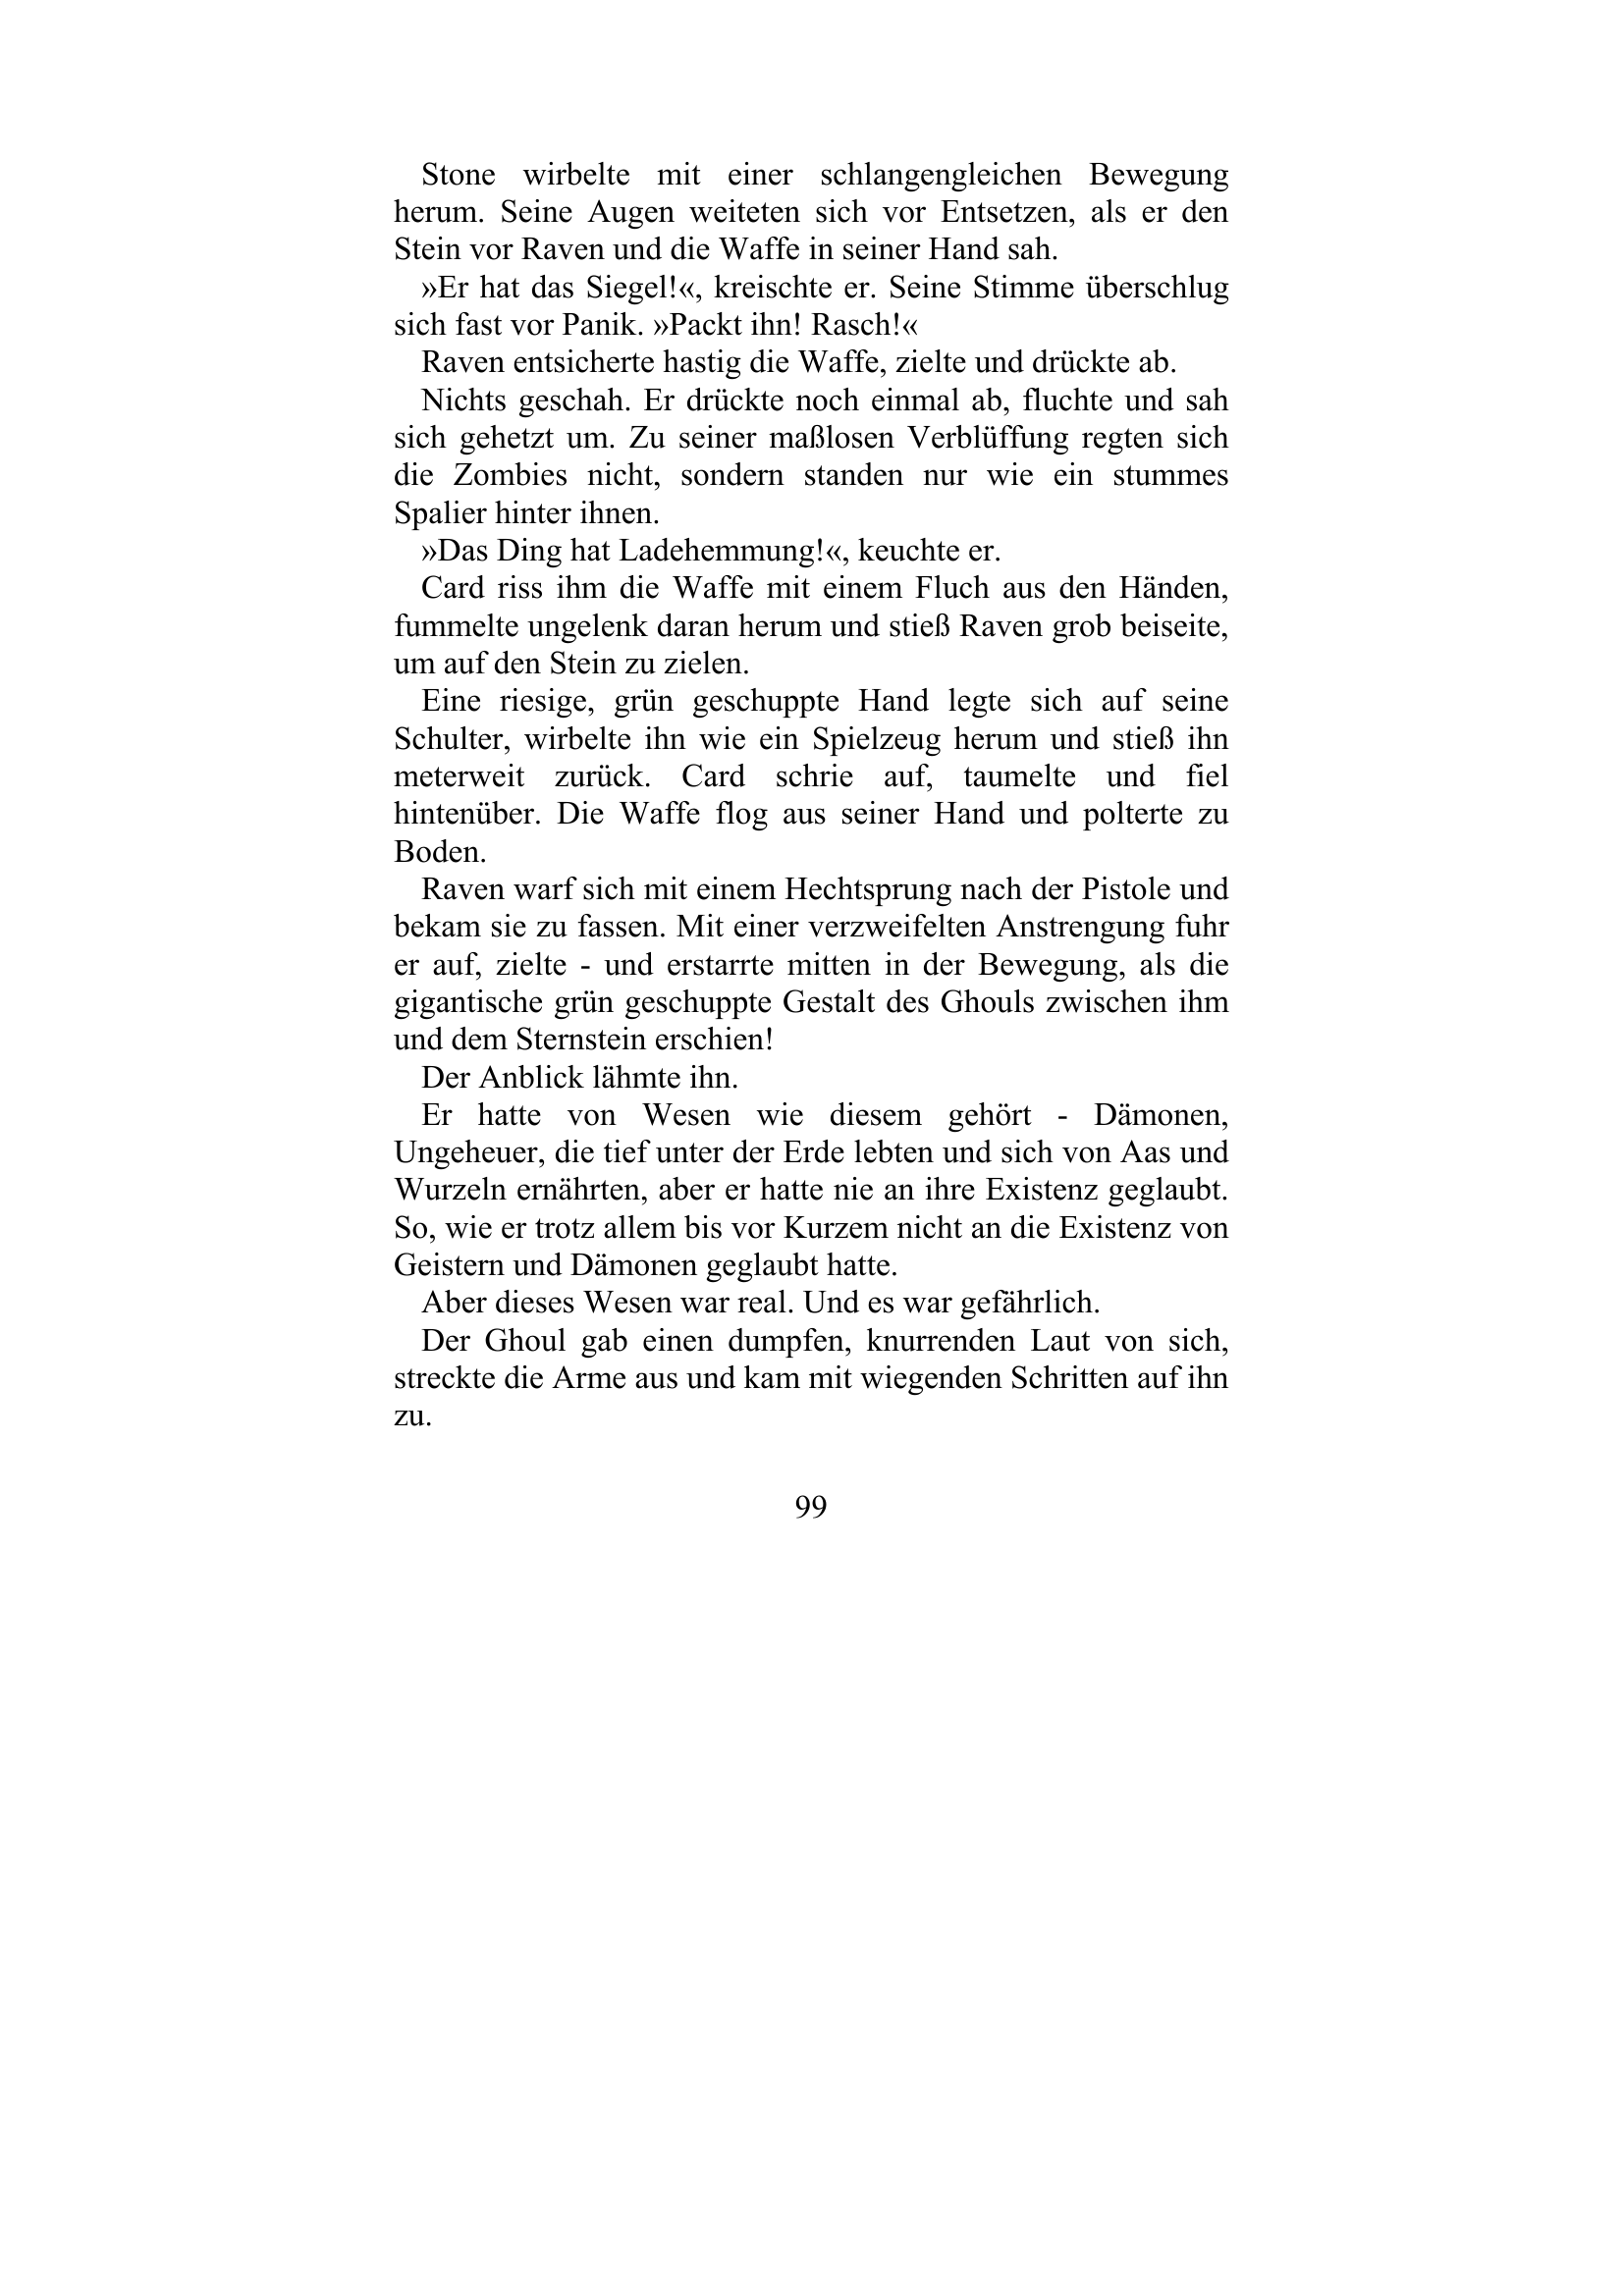 Stone wirbelte mit einer schlangengleichen Bewegung
herum. Seine Augen weiteten sich vor Entsetzen, als er den
Stein vor Raven und die Waffe in seiner Hand sah.
»Er hat das Siegel!«, kreischte er. Seine Stimme überschlug
sich fast vor Panik. »Packt ihn! Rasch!«
Raven entsicherte hastig die Waffe, zielte und drückte ab.
Nichts geschah. Er drückte noch einmal ab, fluchte und sah
sich gehetzt um. Zu seiner maßlosen Verblüffung regten sich
die Zombies nicht, sondern standen nur wie ein stummes
Spalier hinter ihnen.
»Das Ding hat Ladehemmung!«, keuchte er.
Card riss ihm die Waffe mit einem Fluch aus den Händen,
fummelte ungelenk daran herum und stieß Raven grob beiseite,
um auf den Stein zu zielen.
Eine riesige, grün geschuppte Hand legte sich auf seine
Schulter, wirbelte ihn wie ein Spielzeug herum und stieß ihn
meterweit zurück. Card schrie auf, taumelte und fiel
hintenüber. Die Waffe flog aus seiner Hand und polterte zu
Boden.
Raven warf sich mit einem Hechtsprung nach der Pistole und
bekam sie zu fassen. Mit einer verzweifelten Anstrengung fuhr
er auf, zielte - und erstarrte mitten in der Bewegung, als die
gigantische grün geschuppte Gestalt des Ghouls zwischen ihm
und dem Sternstein erschien!
Der Anblick lähmte ihn.
Er hatte von Wesen wie diesem gehört - Dämonen,
Ungeheuer, die tief unter der Erde lebten und sich von Aas und
Wurzeln ernährten, aber er hatte nie an ihre Existenz geglaubt.
So, wie er trotz allem bis vor Kurzem nicht an die Existenz von
Geistern und Dämonen geglaubt hatte.
Aber dieses Wesen war real. Und es war gefährlich.
Der Ghoul gab einen dumpfen, knurrenden Laut von sich,
streckte die Arme aus und kam mit wiegenden Schritten auf ihn
zu.
99